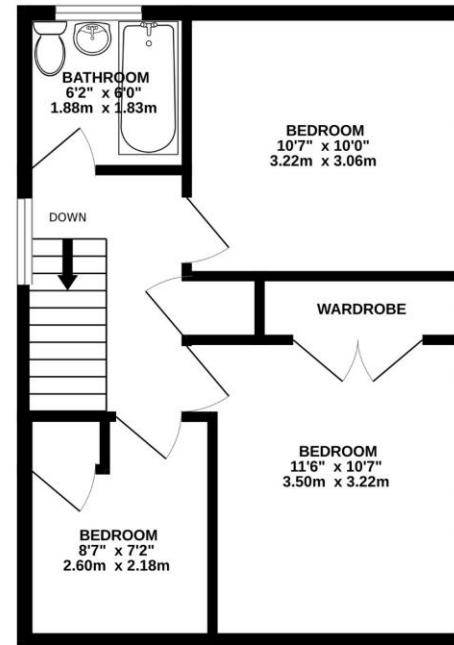 BATHROOM
6'2" x 6'0"
1.88m x 1.83m
BEDROOM
10'7" x 10'0"
3.22m x 3.06m
DOWN
WARDROBE
BEDROOM
11'6" x 10'7"
3.50m x 3.22m
BEDROOM
8'7" x 7'2"
2.60m x 2.18m